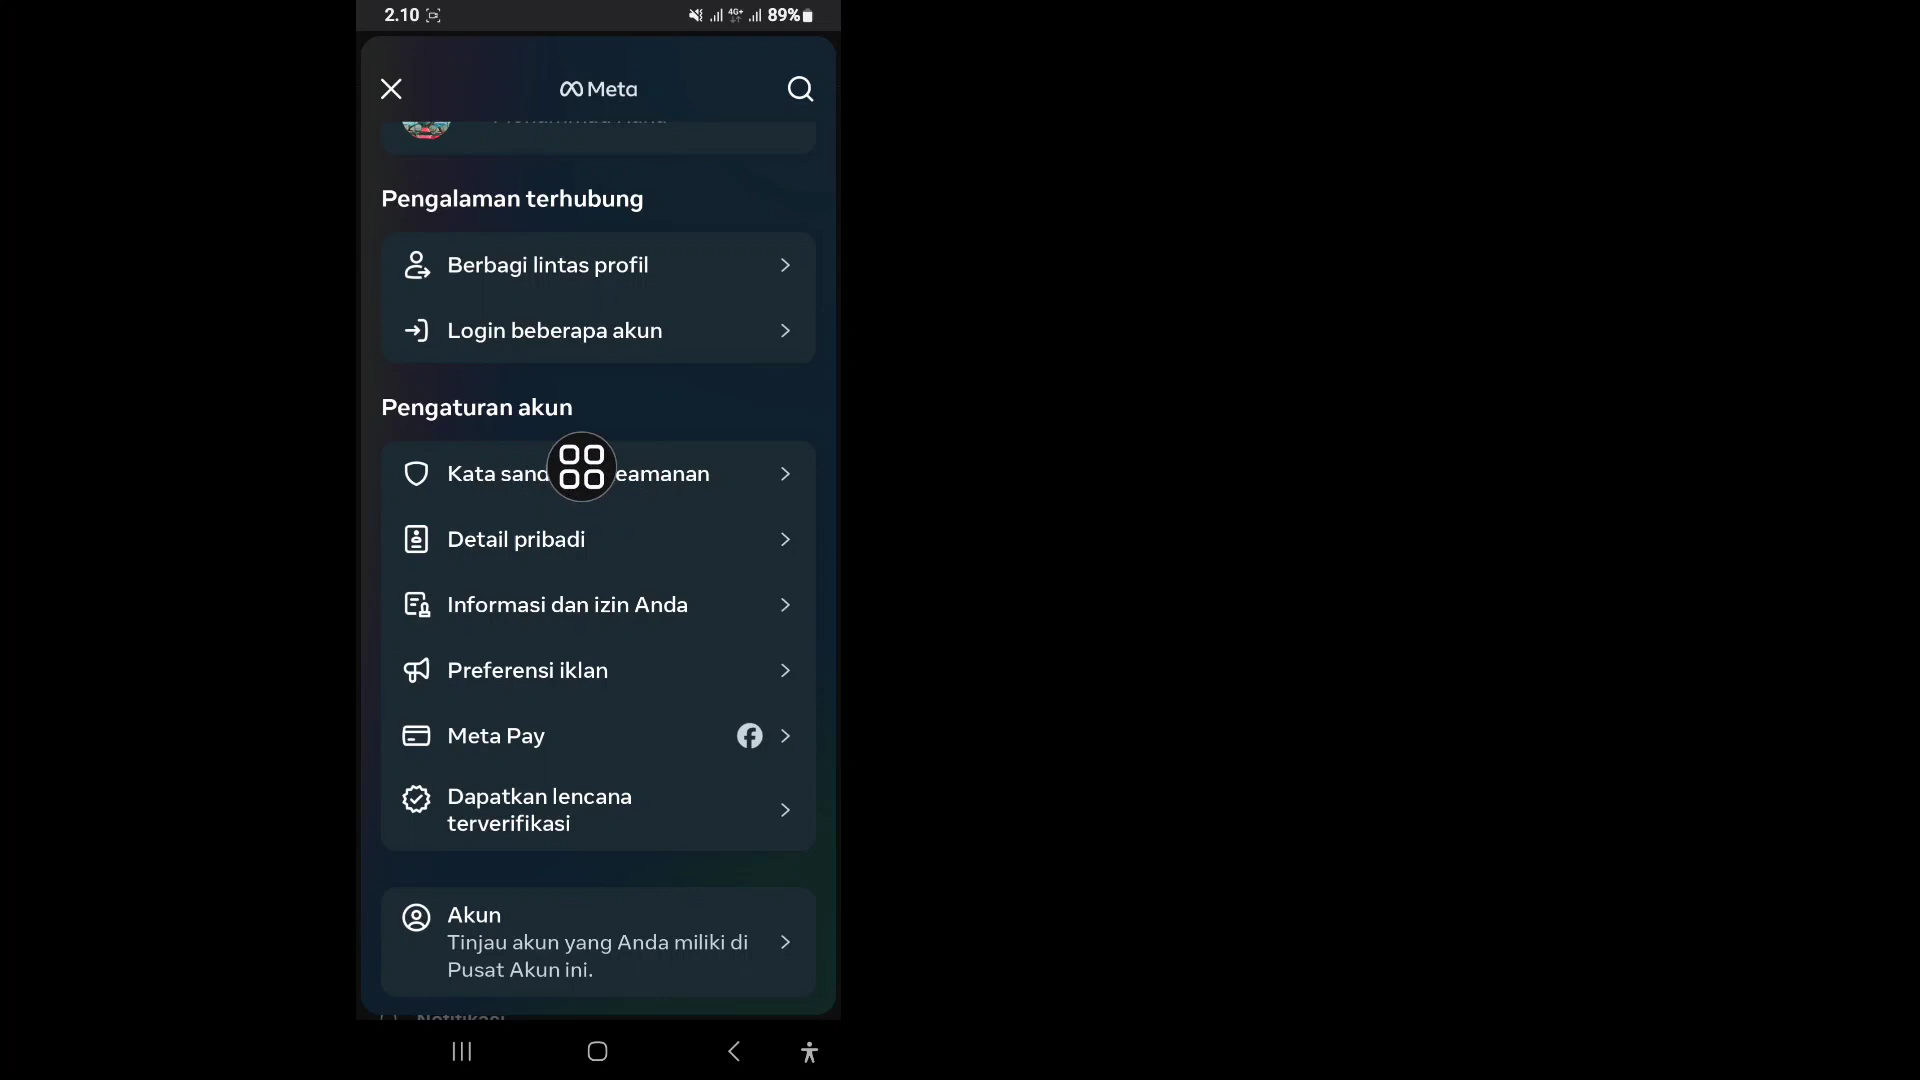 2.10
4G+
89%
Meta
Pengalaman terhubung
Berbagi lintas profil
Login beberapa akun
Pengaturan akun
Kata sand eamanan
Detail pribadi
Informasi dan izin Anda
Preferensi iklan
Meta Pay
Dapatkan lencana
terverifikasi
Akun
Tinjau akun yang Anda miliki di
Pusat Akun ini.
Notifikasi